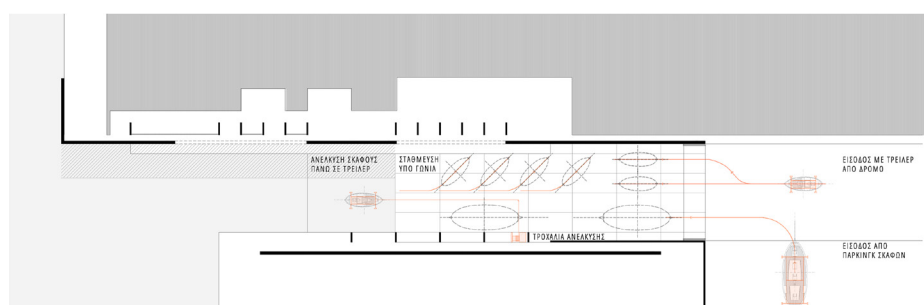 ΑΝΕΛΚΥΣΗ ΣΚΑΦΟΥΣ
ΠΑΝΩ ΣΕ ΤΡΕΙΛΕΡ
ΣΤΑΘΜΕΥΣΗ
ΥΠΟ ΓΩΝΙΑ
ΕΙΣΟΔΟΣ ΜΕ ΤΡΕΙΛΕΡ
ΑΠΟ ΔΡΟΜΟ
ΤΡΟΧΑΛΙΑ ΑΝΕΛΚΥΣΗΣ
ΕΙΣΟΔΟΣ ΑΠΟ
ΠΑΡΚΙΝΓΚ ΣΚΑΦΩΝ